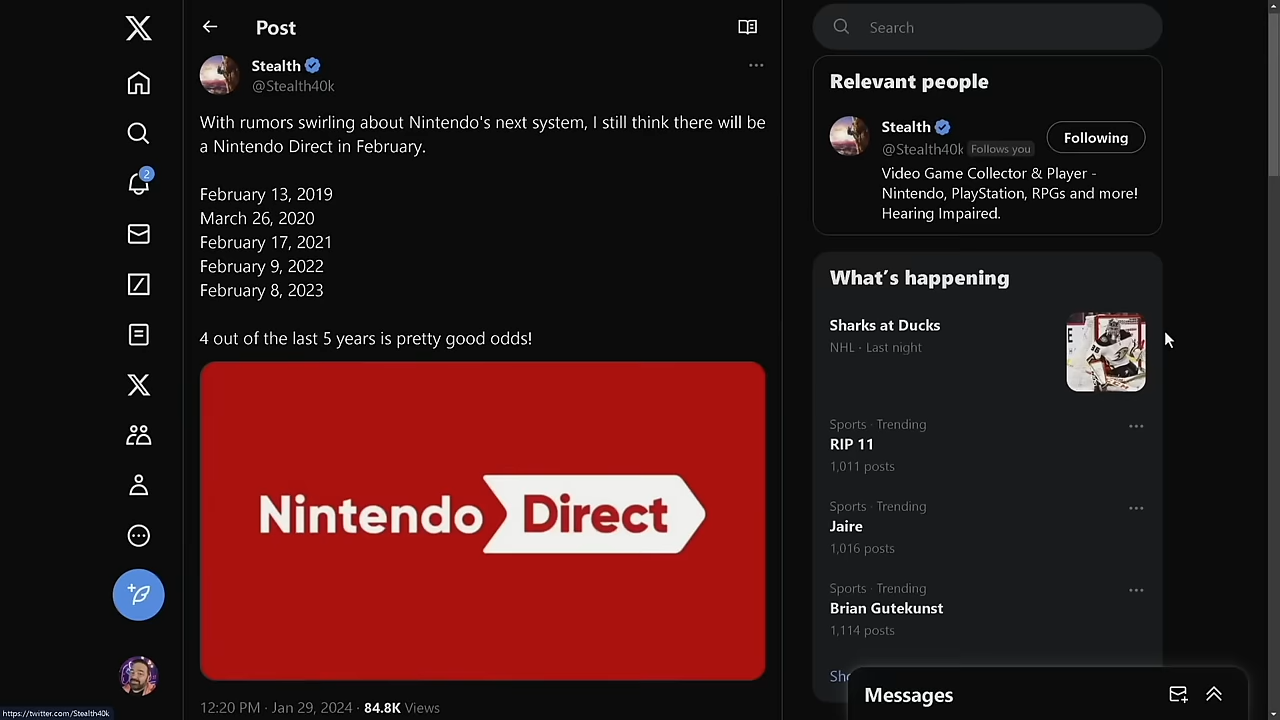 Post
Stealth
@Stealth40k
With rumors swirling about Nintendo's next system, I still think there will be
a Nintendo Direct in February.
February 13, 2019
March 26, 2020
February 17, 2021
February 9, 2022
February 8, 2023
4 out of the last 5 years is pretty good odds!
Nintendo Direct
12:20 PM · Jan 29, 2024 · 84.8K Views
2
https://twitter.com/Stealth40k
Search
Relevant people
Stealth
@Stealth40k Follows you
Following
Video Game Collector & Player -
Nintendo, PlayStation, RPGs and more!
Hearing Impaired.
What's happening
Sharks at Ducks
NHL · Last night
Sports · Trending
RIP 11
1,011 posts
Sports · Trending
Jaire
1,016 posts
Sports · Trending
Brian Gutekunst
1,114 posts
Messages